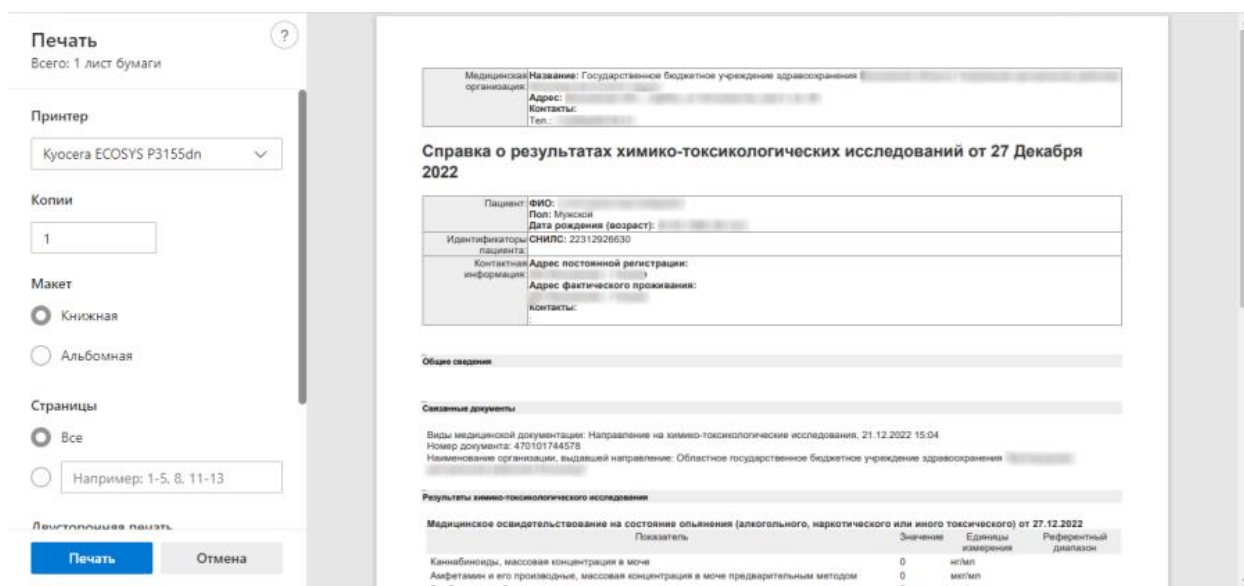 Печать
?
Всего: 1 лист бумаги
Принтер
Kyocera ECOSYS P3155dn
Копии
1
Макет
Книжная
Альбомная
Страницы
Все
Например: 1-5, 8, 11-13
Двусторонняя печать
Печать
Отмена
Медицинская организация:
Название: Государственное бюджетное учреждение здравоохранения
Адрес:
Контакты:
Тел.:
Справка о результатах химико-токсикологических исследований от 27 Декабря
2022
Пациент:
ФИО:
Пол: Мужской
Дата рождения (возраст):
Идентификаторы пациента:
СНИЛС: 22312926630
Контактная информация:
Адрес постоянной регистрации:
Адрес фактического проживания:
Контакты:
:
Общие сведения
Связанные документы
Виды медицинской документации: Направление на химико-токсикологические исследования, 21.12.2022 15:04
Номер документа: 470101744578
Наименование организации, выдавшей направление: Областное государственное бюджетное учреждение здравоохранения
Результаты химико-токсикологического исследования
Медицинское освидетельствование на состояние опьянения (алкогольного, наркотического или иного токсического) от 27.12.2022
Показатель Значение Единицы измерения Референтный диапазон
Каннабиноиды, массовая концентрация в моче 0 нг/мл
Амфетамин и его производные, массовая концентрация в моче предварительным методом 0 мкг/мл